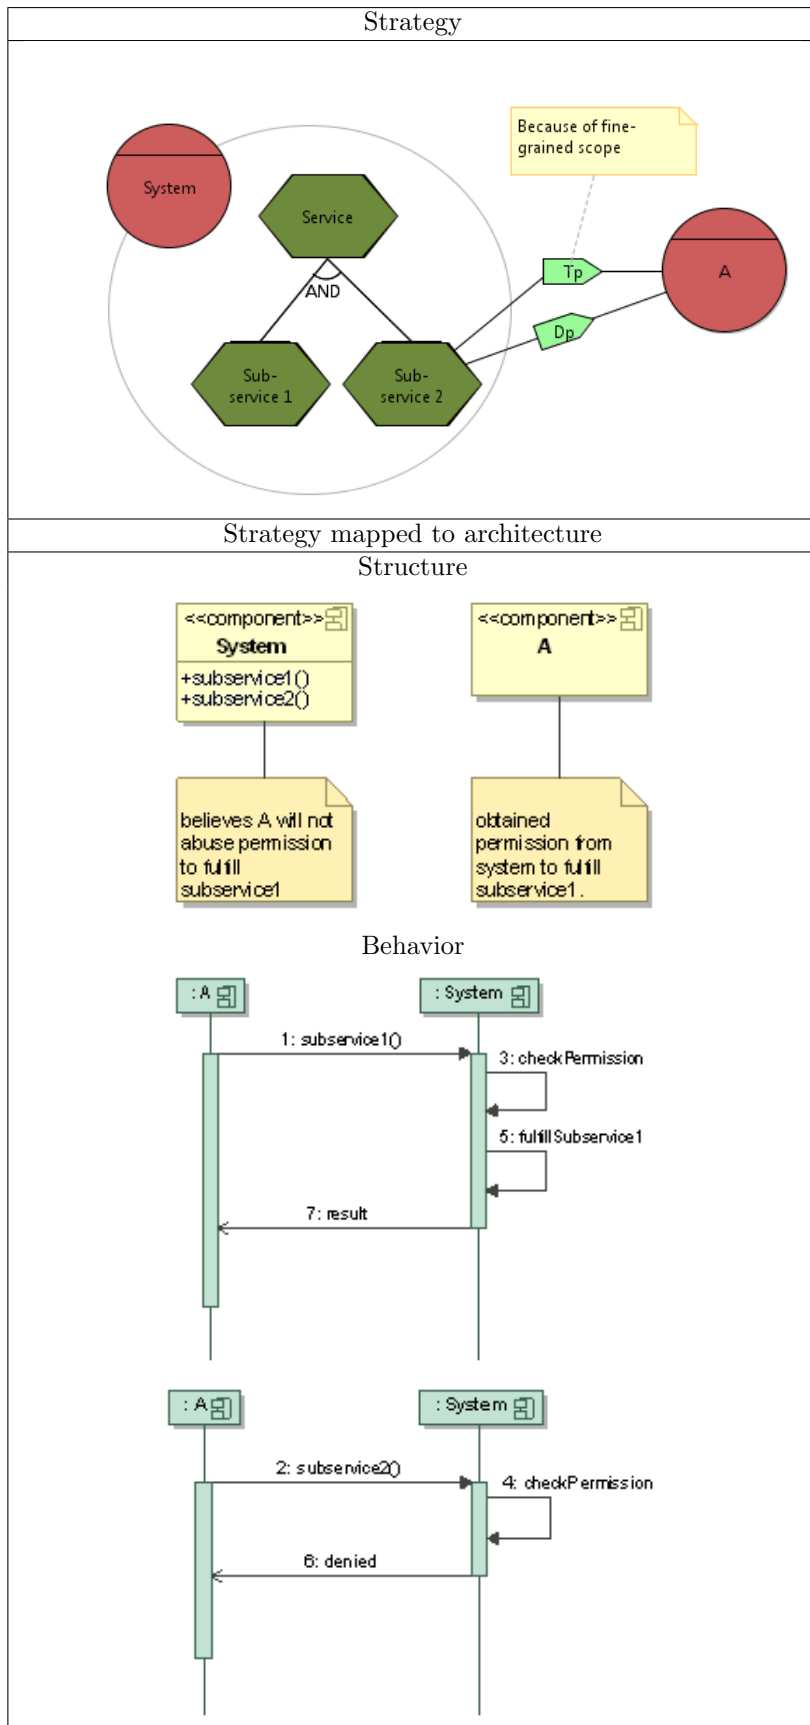 Strategy
Because of fine-
grained scope
System
Service
Tp
A
AND
Dp
Sub-
service 1
Sub-
service 2
Strategy mapped to architecture
Structure
<<component>>
System
+subservice1()
+subservice2()
<<component>>
A
believes A will not
abuse permission
to fulfill
subservice1
obtained
permission from
system to fulfill
subservice1.
Behavior
: A
: System
1: subservice1()
3: checkPermission
5: fulfillSubservice1
7: result
: A
: System
2: subservice2()
4: checkPermission
6: denied